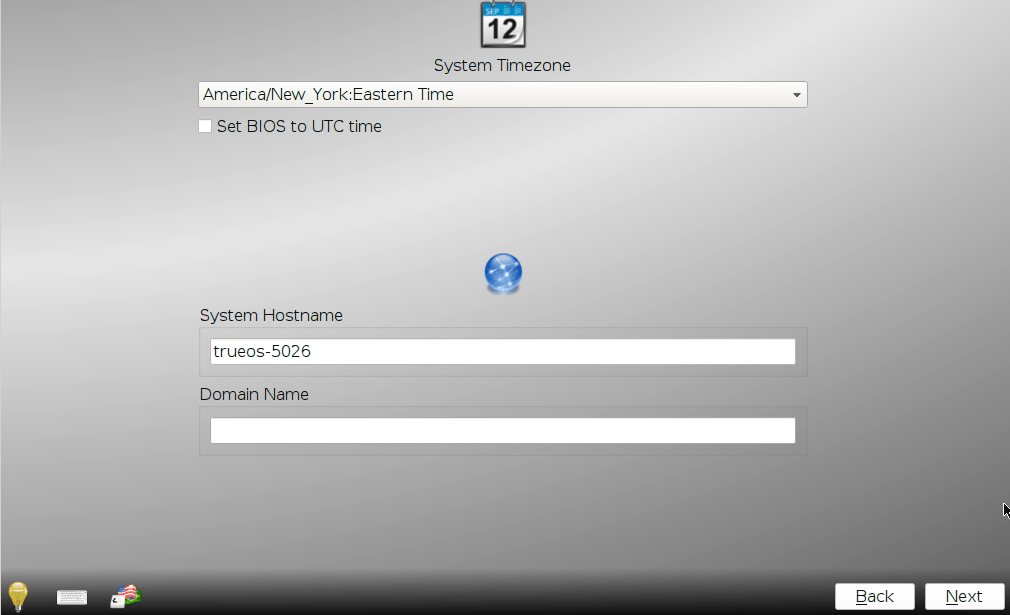 SEP
12
System Timezone
America/New_York:Eastern Time
Set BIOS to UTC time
System Hostname
trueos-5026
Domain Name
Back
Next